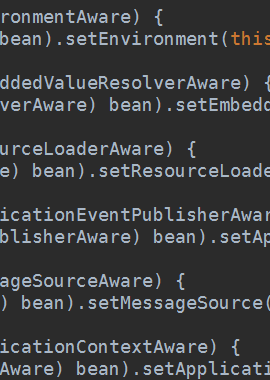 ronmentAware) {
bean).setEnvironment(this
ddedValueResolverAware) {
verAware) bean).setEmbedd
urceLoaderAware) {
e) bean).setResourceLoade
icationEventPublisherAwar
blisherAware) bean).setAp
ageSourceAware) {
) bean).setMessageSource(
icationContextAware) {
Aware) bean).setApplicati